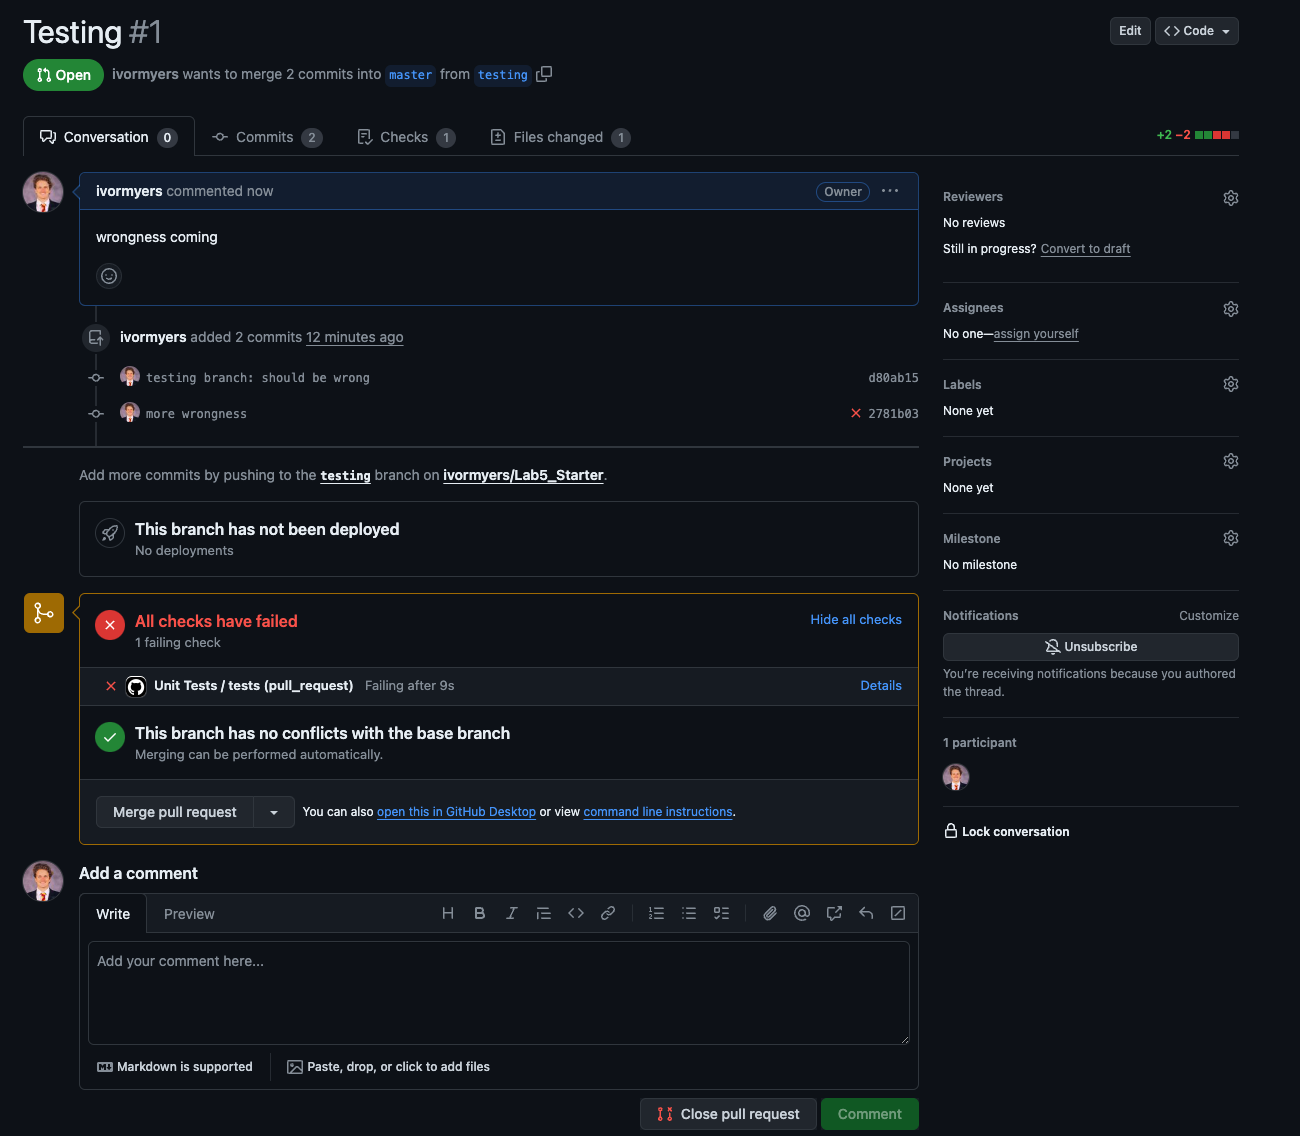 Testing #1
Edit
Code
Open
ivormyers wants to merge 2 commits into master from testing
Conversation 0
Commits 2
Checks 1
Files changed 1
+2 −2
ivormyers commented now
Owner
wrongness coming
ivormyers added 2 commits 12 minutes ago
testing branch: should be wrong
d80ab15
more wrongness
2781b03
Add more commits by pushing to the testing branch on ivormyers/Lab5_Starter.
This branch has not been deployed
No deployments
All checks have failed
Hide all checks
1 failing check
Unit Tests / tests (pull_request) Failing after 9s
Details
This branch has no conflicts with the base branch
Merging can be performed automatically.
Merge pull request
You can also open this in GitHub Desktop or view command line instructions.
Add a comment
Write
Preview
H B I
Add your comment here...
Markdown is supported
Paste, drop, or click to add files
Close pull request
Comment
Reviewers
No reviews
Still in progress? Convert to draft
Assignees
No one—assign yourself
Labels
None yet
Projects
None yet
Milestone
No milestone
Notifications
Customize
Unsubscribe
You're receiving notifications because you authored
the thread.
1 participant
Lock conversation